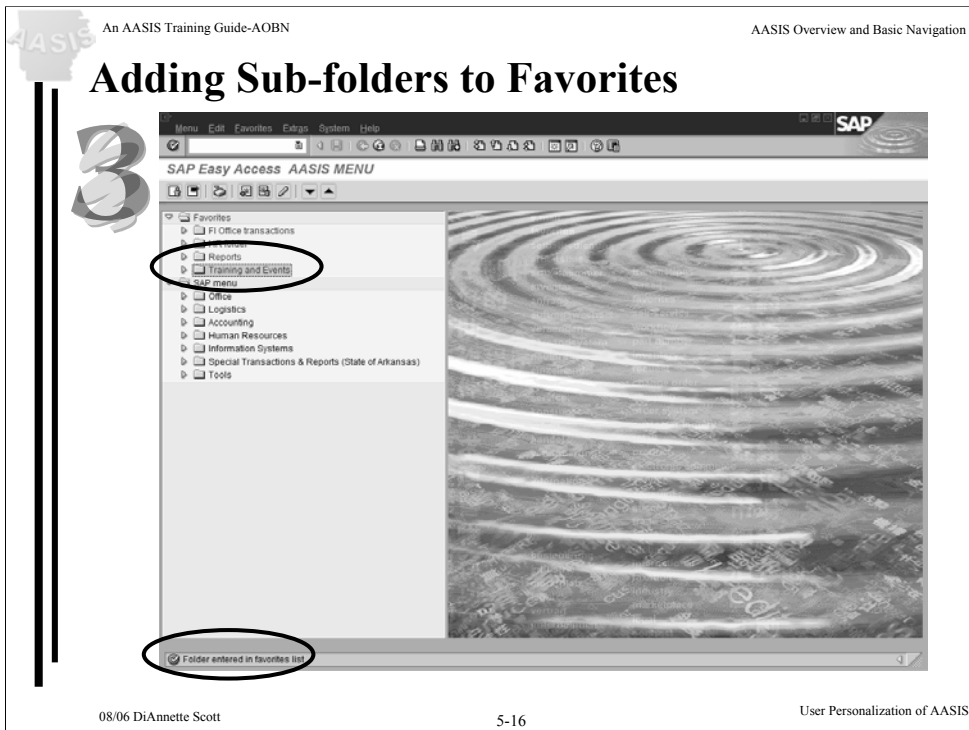 An AASIS Training Guide-AOBN
AASIS Overview and Basic Navigation
AASIS
Adding Sub-folders to Favorites
3
Menu Edit Favorites Extras System Help
SAP
SAP Easy Access AASIS MENU
Favorites
FI Office transactions
folder
Reports
Training and Events
SAP menu
Office
Logistics
Accounting
Human Resources
Information Systems
Special Transactions & Reports (State of Arkansas)
Tools
Folder entered in favorites list
08/06 DiAnnette Scott
5-16
User Personalization of AASIS